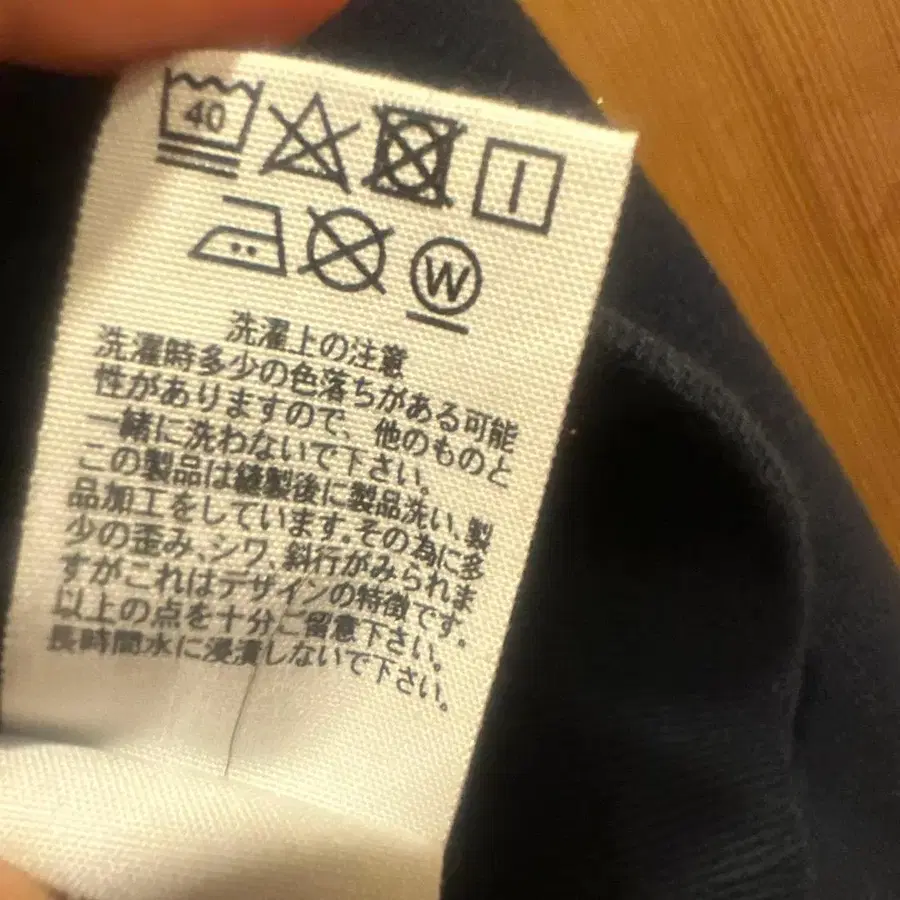 40
W
洗濯上の注意
洗濯時多少の色落ちがある可能
性がありますので、他のものと
一緒に洗わないで下さい。
この製品は縫製後に製品洗い、製
品加工をしています。その為に多
少の歪み、シワ、斜行がみられま
すがこれはデザインの特徴です。
以上の点を十分ご留意下さい。
長時間水に浸漬しないで下さい。